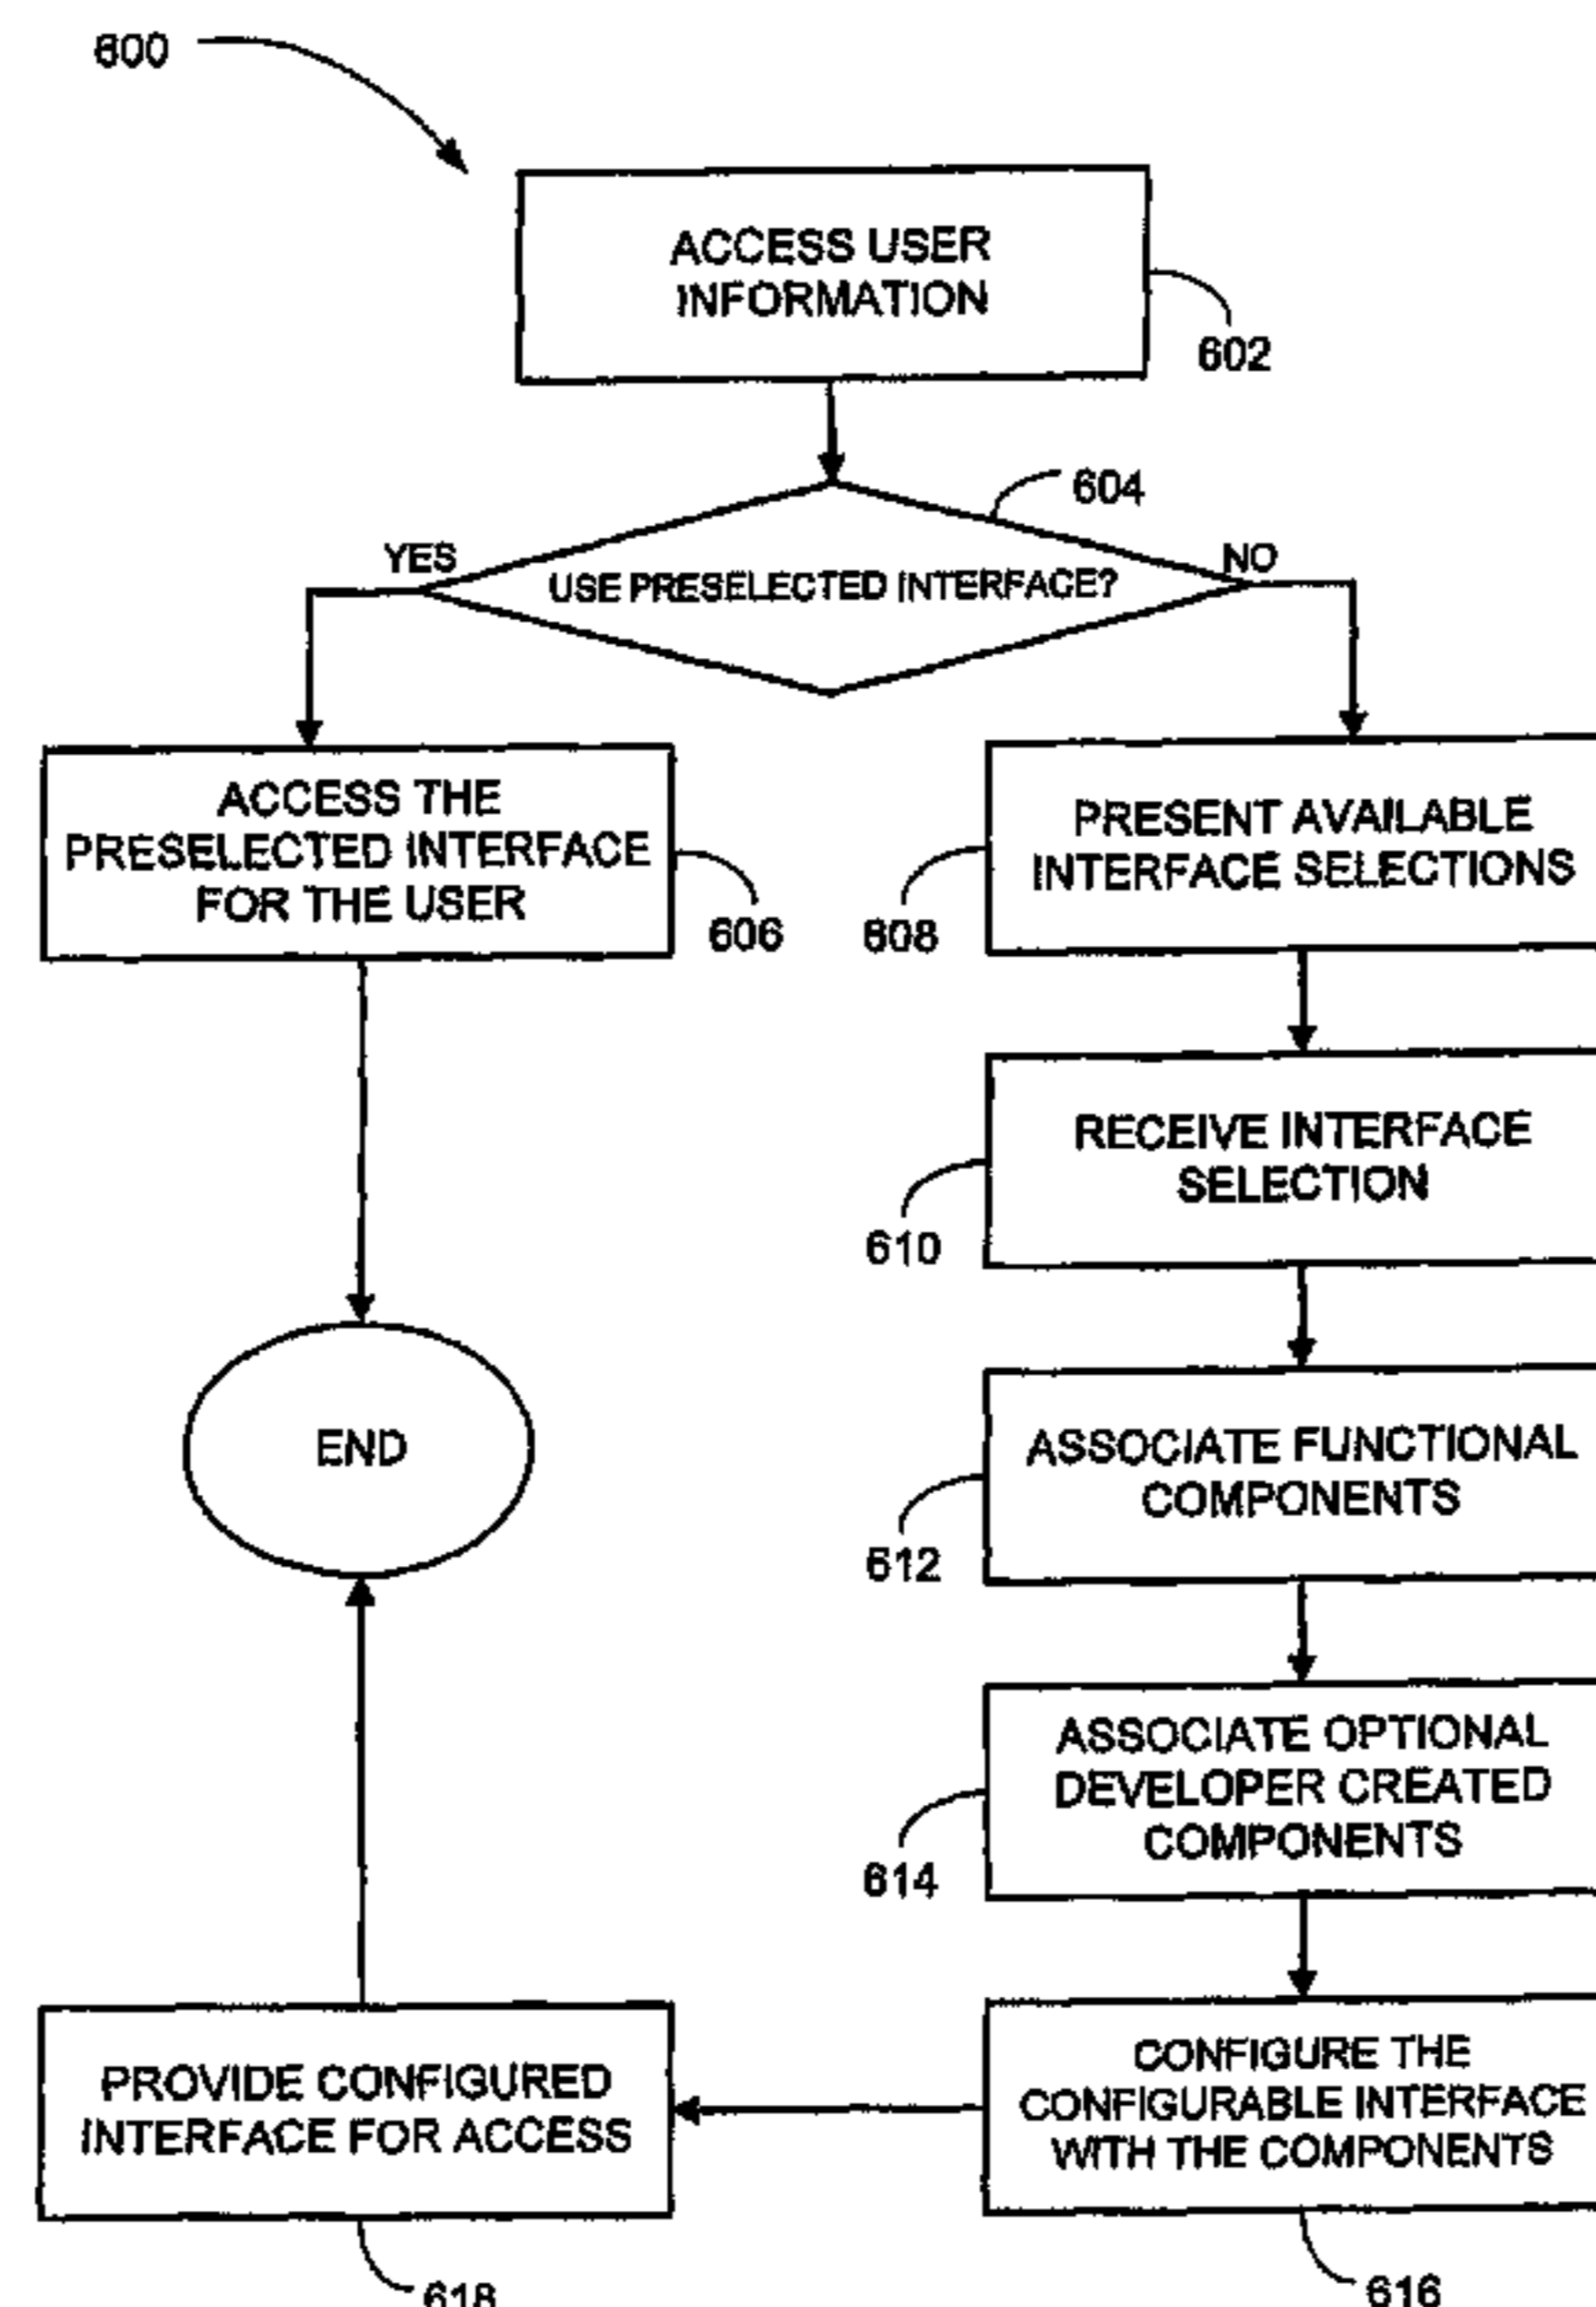 600
ACCESS USER
INFORMATION
602
604
YES
USE PRESELECTED INTERFACE?
NO
ACCESS THE
PRESELECTED INTERFACE
FOR THE USER
606
PRESENT AVAILABLE
INTERFACE SELECTIONS
608
RECEIVE INTERFACE
SELECTION
610
END
ASSOCIATE FUNCTIONAL
COMPONENTS
612
ASSOCIATE OPTIONAL
DEVELOPER CREATED
COMPONENTS
614
CONFIGURE THE
CONFIGURABLE INTERFACE
WITH THE COMPONENTS
616
PROVIDE CONFIGURED
INTERFACE FOR ACCESS
618